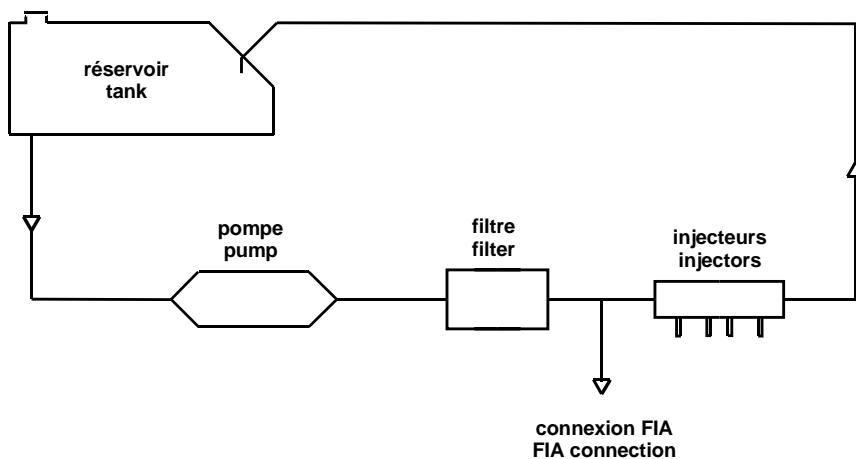 réservoir
tank
pompe
pump
filtre
filter
injecteurs
injectors
connexion FIA
FIA connection